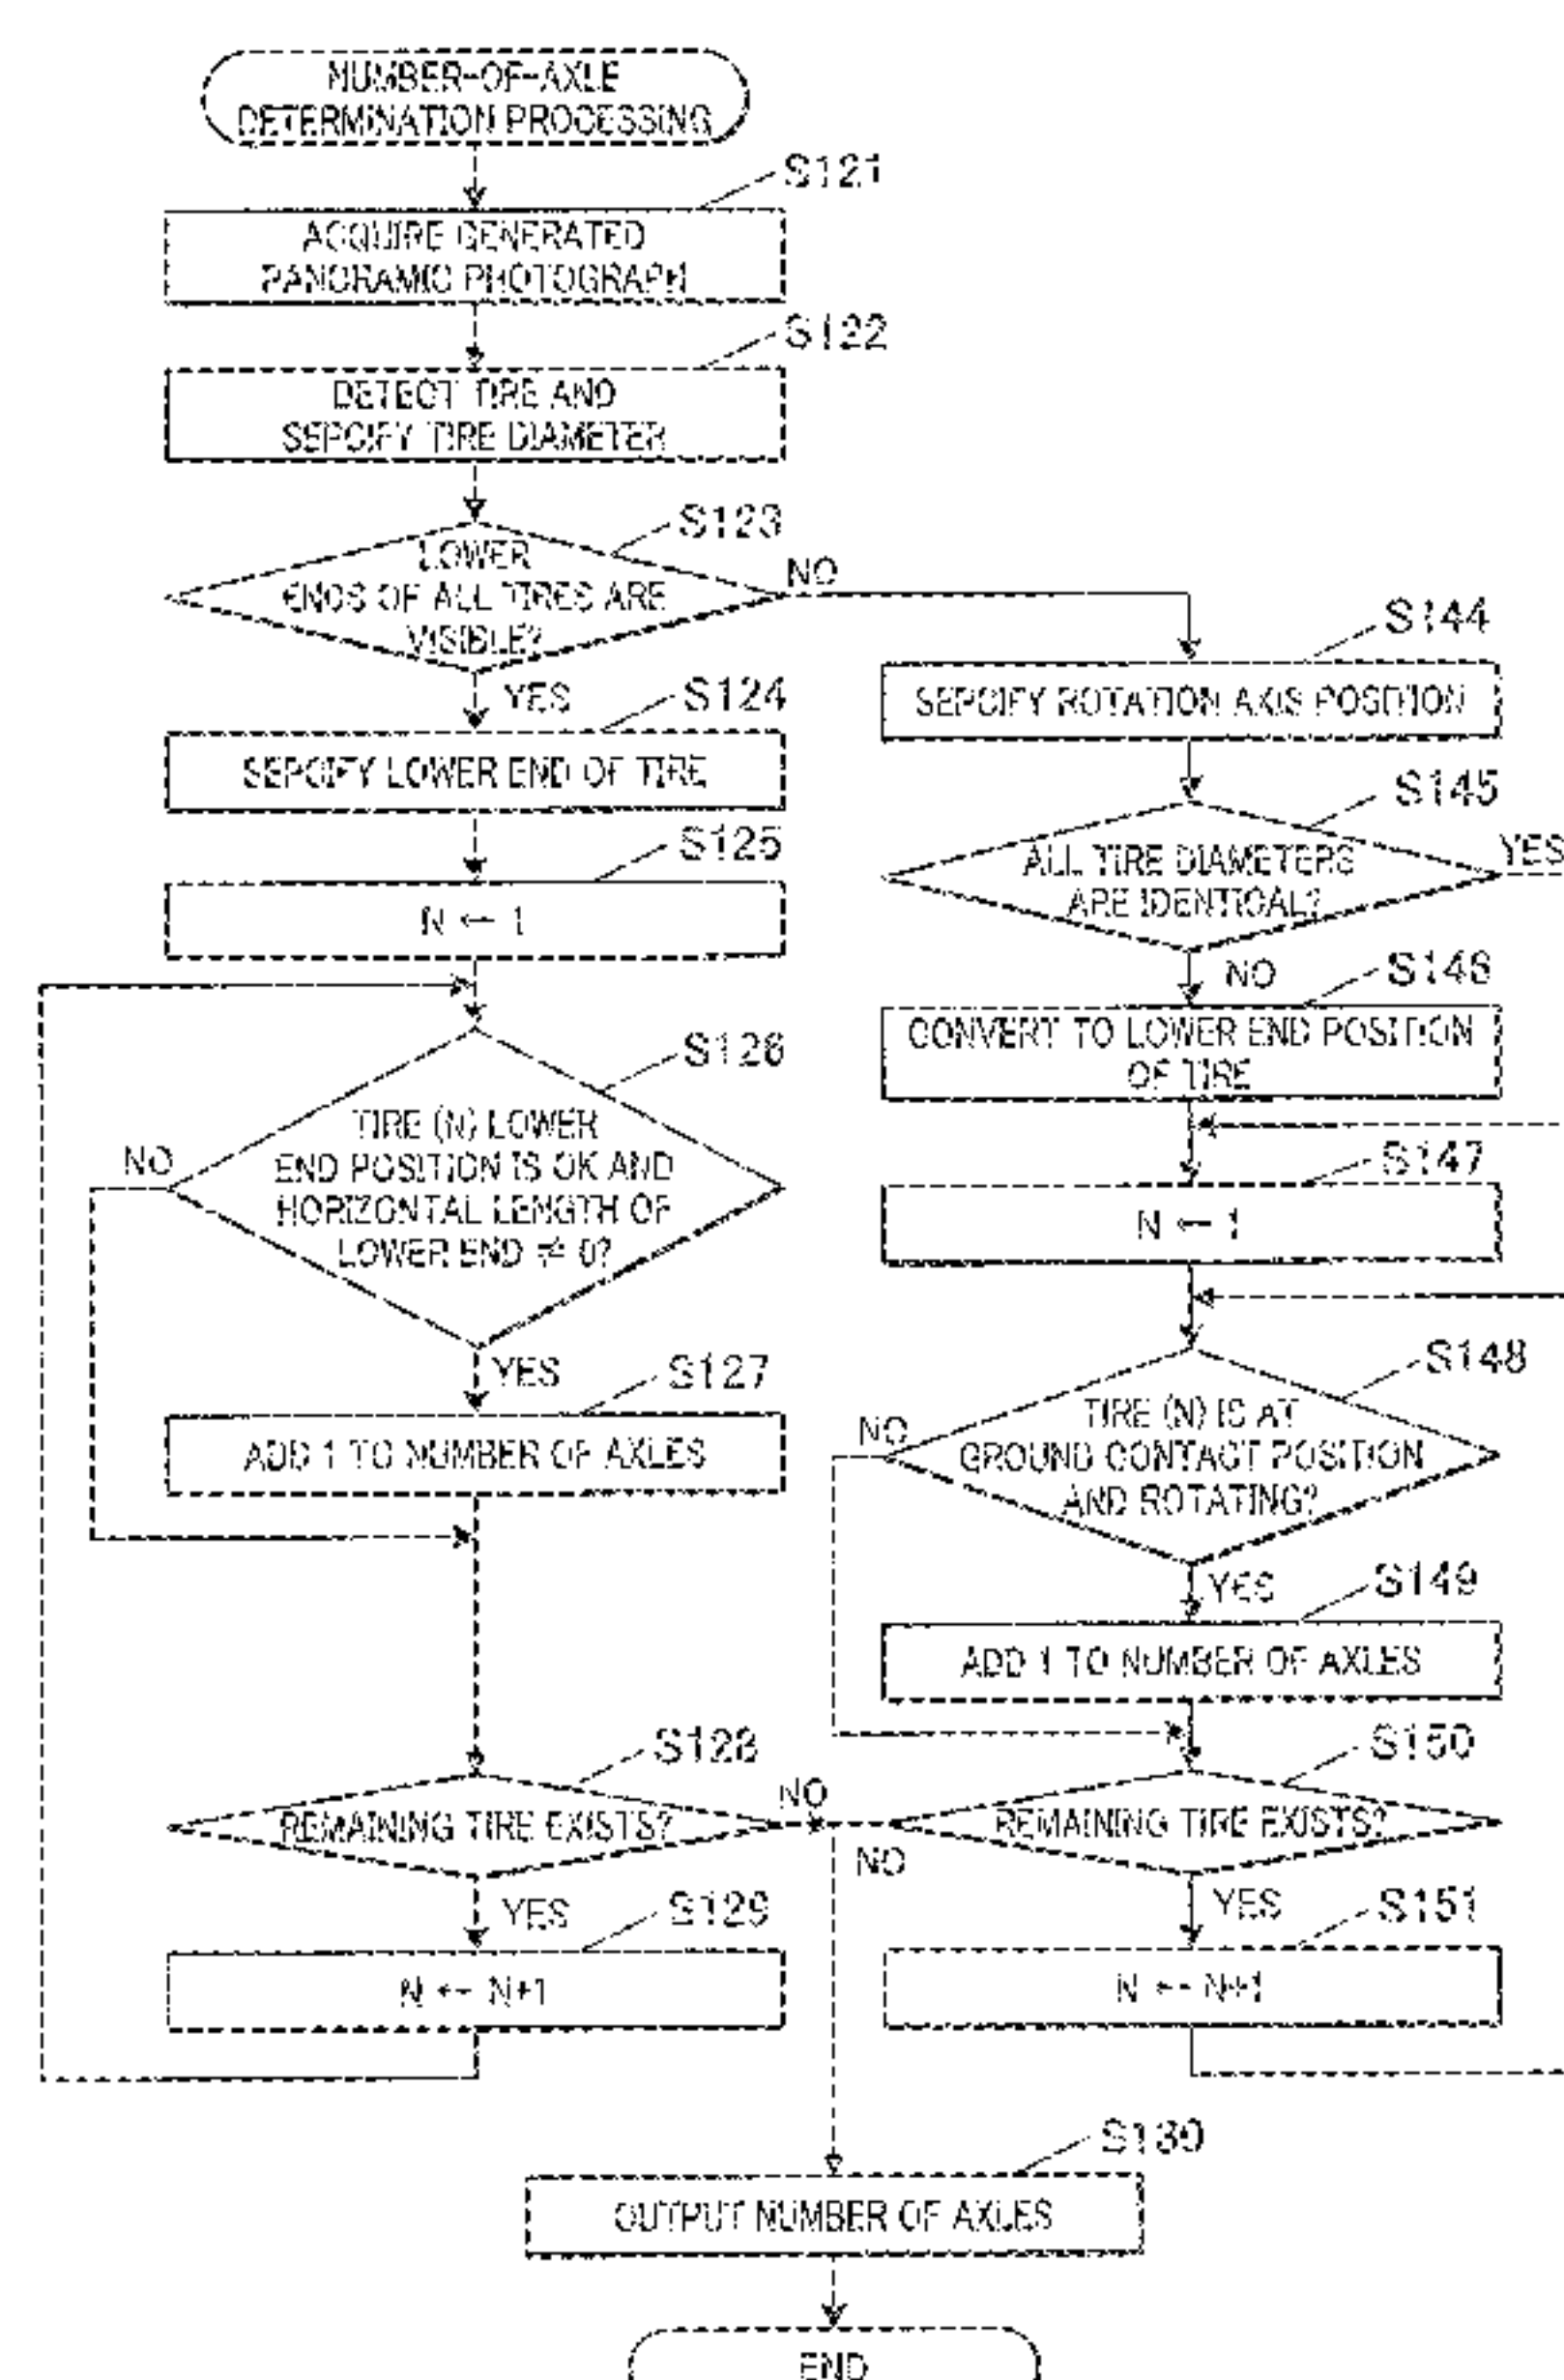 NUMBER-OF-AXLE
DETERMINATION PROCESSING
S121
ACQUIRE GENERATED
PANORAMIC PHOTOGRAPH
S122
DETECT TIRE AND
SEPCIFY TIRE DIAMETER
S123
LOWER
ENDS OF ALL TIRES ARE
VISIBLE?
NO
YES
S124
SEPCIFY LOWER END OF TIRE
S125
N ← 1
S126
TIRE (N) LOWER
END POSITION IS OK AND
HORIZONTAL LENGTH OF
LOWER END ≠ 0?
NO
YES
S127
ADD 1 TO NUMBER OF AXLES
S128
REMAINING TIRE EXISTS?
NO
YES
S129
N ← N+1
S144
SEPCIFY ROTATION AXIS POSITION
S145
ALL TIRE DIAMETERS
ARE IDENTICAL?
YES
NO
S146
CONVERT TO LOWER END POSITION
OF TIRE
S147
N ← 1
S148
TIRE (N) IS AT
GROUND CONTACT POSITION
AND ROTATING?
NO
YES
S149
ADD 1 TO NUMBER OF AXLES
S150
REMAINING TIRE EXISTS?
NO
YES
S151
N ← N+1
S130
OUTPUT NUMBER OF AXLES
END